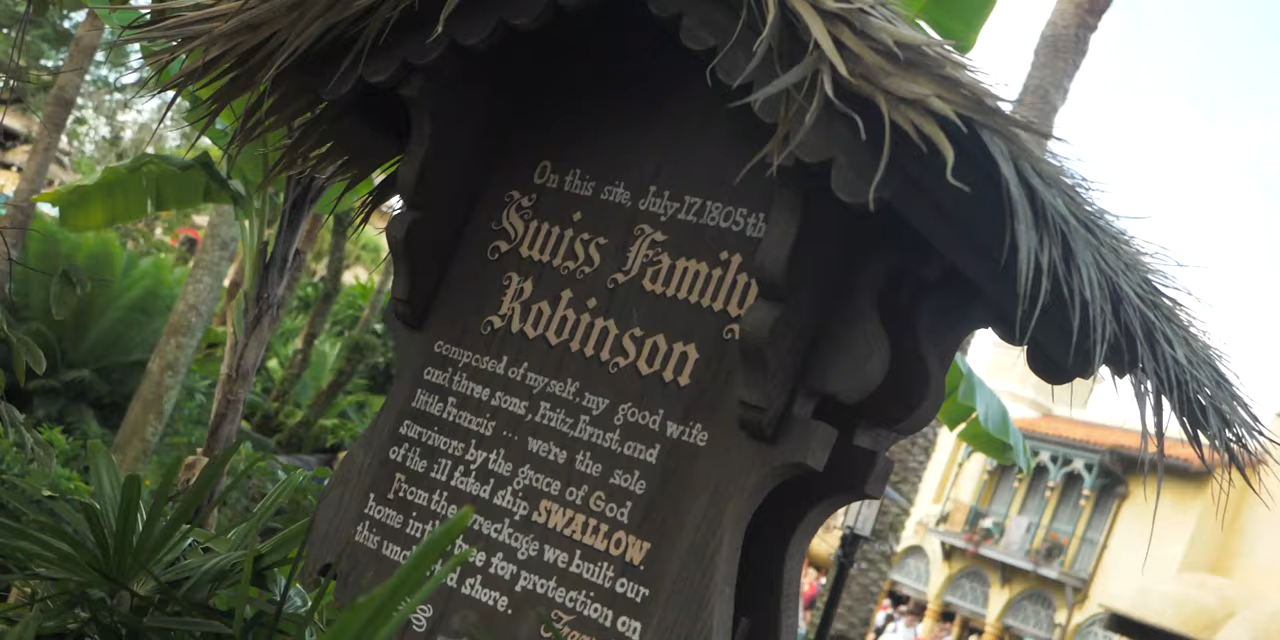 On this site, July 17, 1805th
Swiss Family
Robinson
composed of myself, my good wife
and three sons, Fritz, Ernst, and
little Francis ... were the sole
survivors by the grace of God
of the ill fated ship SWALLOW.
From the wreckage we built our
home in tree for protection on
this shore.